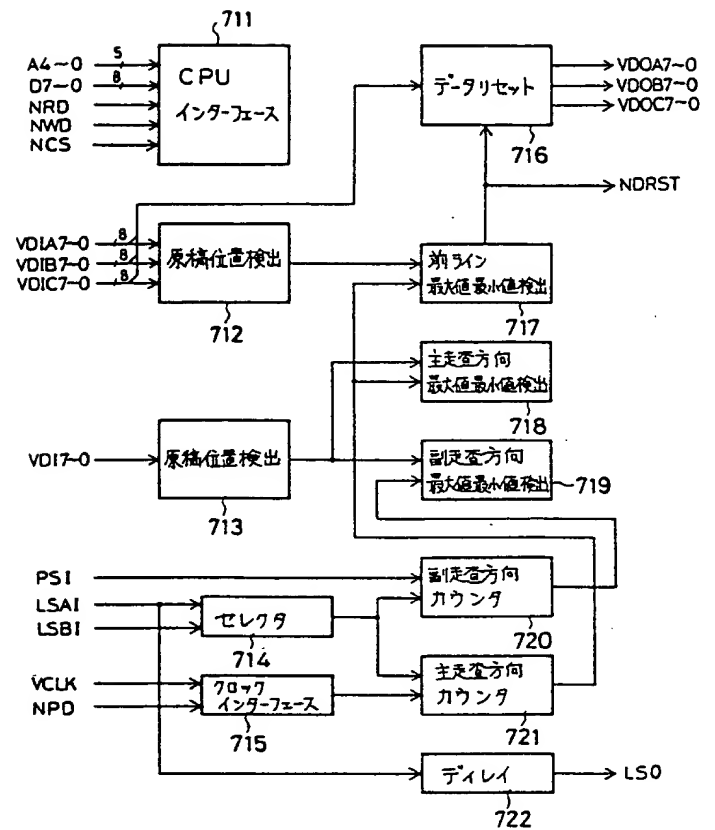 711
A4~0
5
D7~0
8
NRD
NWD
NCS
CPU
インターフェース
データリセット
716
VDOA7~0
VDOB7~0
VDOC7~0
NDRST
VDIA7~0
8
VDIB7~0
8
VDIC7~0
8
原稿位置検出
712
前ライン
最大値最小値検出
717
主走査方向
最大値最小値検出
718
VDI7~0
原稿位置検出
713
副走査方向
最大値最小値検出
719
PSI
LSAI
LSBI
セレクタ
714
副走査方向
カウンタ
720
VCLK
NPD
クロック
インターフェース
715
主走査方向
カウンタ
721
ディレイ
722
LSO